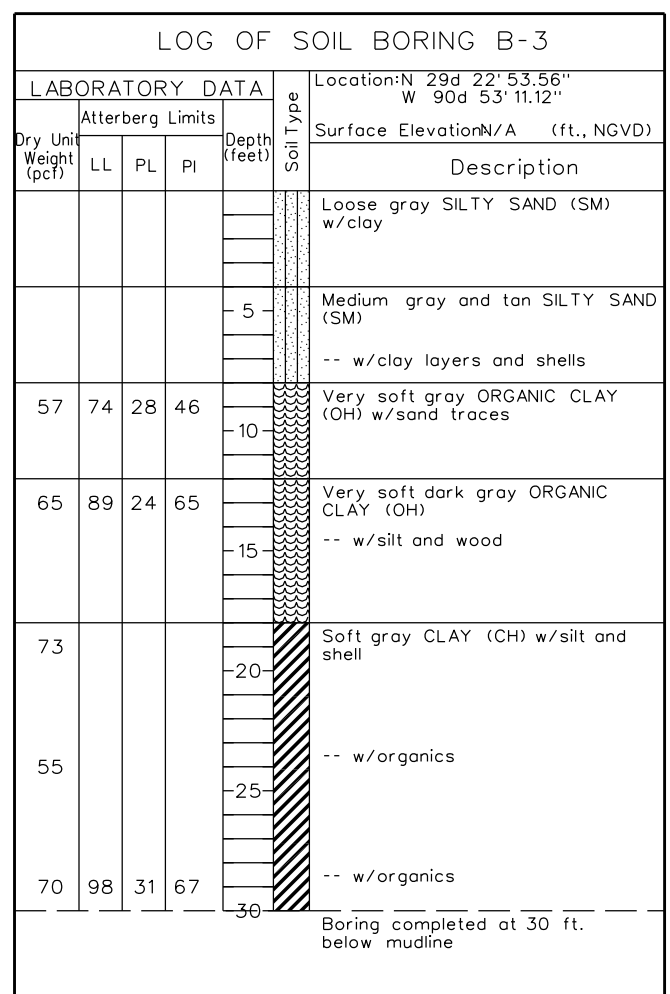 LOG OF SOIL BORING B-3
LABORATORY DATA
Dry Unit
Weight
(pcf)
Atterberg Limits
LL PL PI
Depth
(feet)
Soil Type
Location:N 29d 22'53.56"
W 90d 53'11.12"
Surface Elevation:N/A (ft., NGVD)
Description
Loose gray SILTY SAND (SM)
w/clay
5
Medium gray and tan SILTY SAND
(SM)
-- w/clay layers and shells
57 74 28 46
Very soft gray ORGANIC CLAY
(OH) w/sand traces
10
65 89 24 65
Very soft dark gray ORGANIC
CLAY (OH)
-- w/silt and wood
15
73
Soft gray CLAY (CH) w/silt and
shell
20
-- w/organics
55
25
70 98 31 67
-- w/organics
30
Boring completed at 30 ft.
below mudline